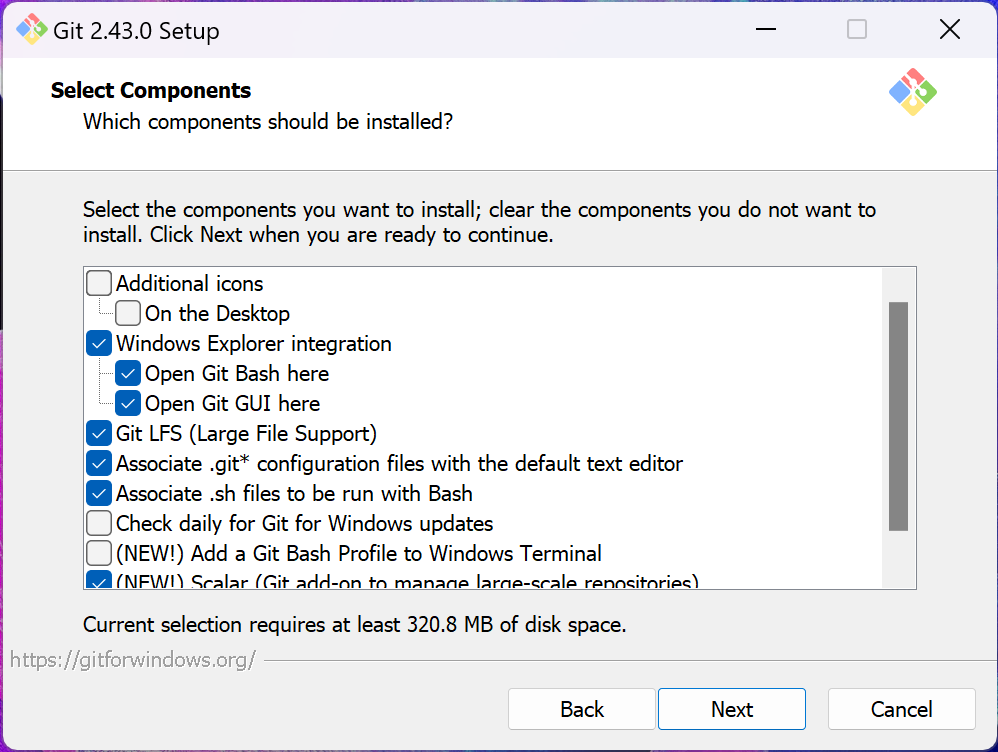 Git 2.43.0 Setup
Select Components
Which components should be installed?
Select the components you want to install; clear the components you do not want to
install. Click Next when you are ready to continue.
Additional icons
On the Desktop
Windows Explorer integration
Open Git Bash here
Open Git GUI here
Git LFS (Large File Support)
Associate .git* configuration files with the default text editor
Associate .sh files to be run with Bash
Check daily for Git for Windows updates
(NEW!) Add a Git Bash Profile to Windows Terminal
(NEW!) Scalar (Git add-on to manage large-scale repositories)
Current selection requires at least 320.8 MB of disk space.
https://gitforwindows.org/
Back Next Cancel